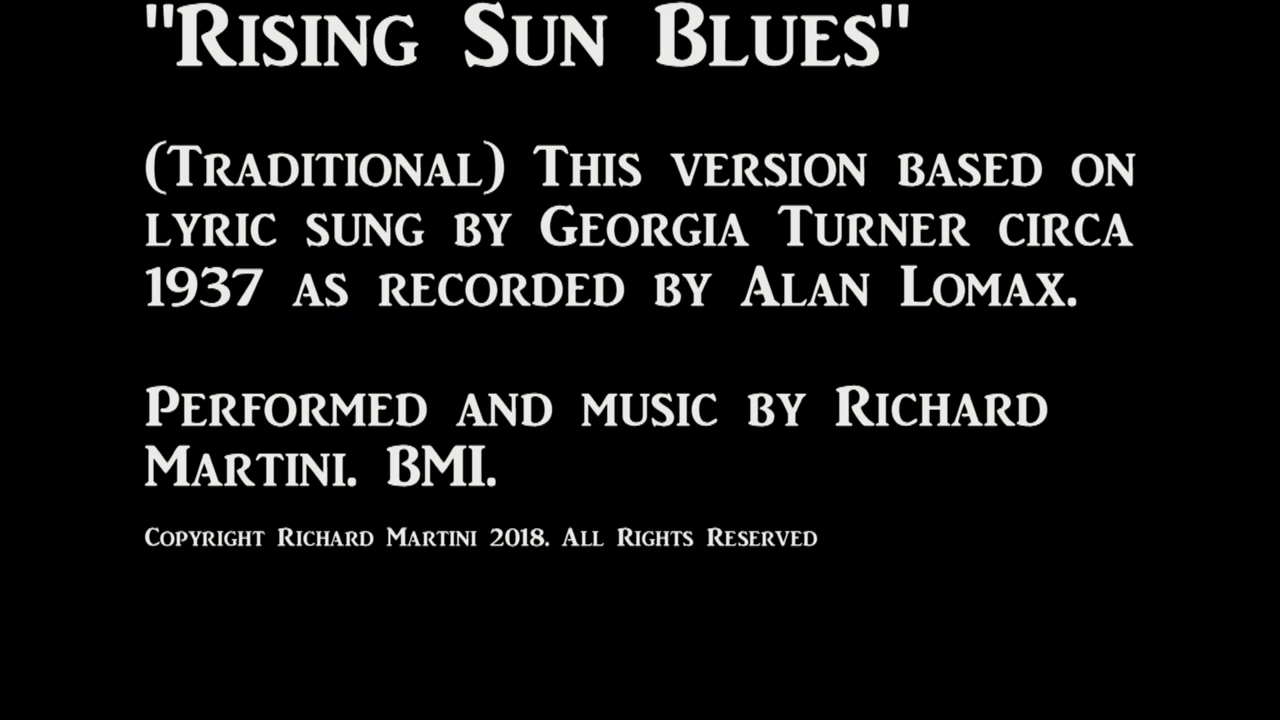 "Rising Sun Blues"
(Traditional) This version based on
lyric sung by Georgia Turner circa
1937 as recorded by Alan Lomax.
Performed and music by Richard
Martini. BMI.
Copyright Richard Martini 2018. All Rights Reserved